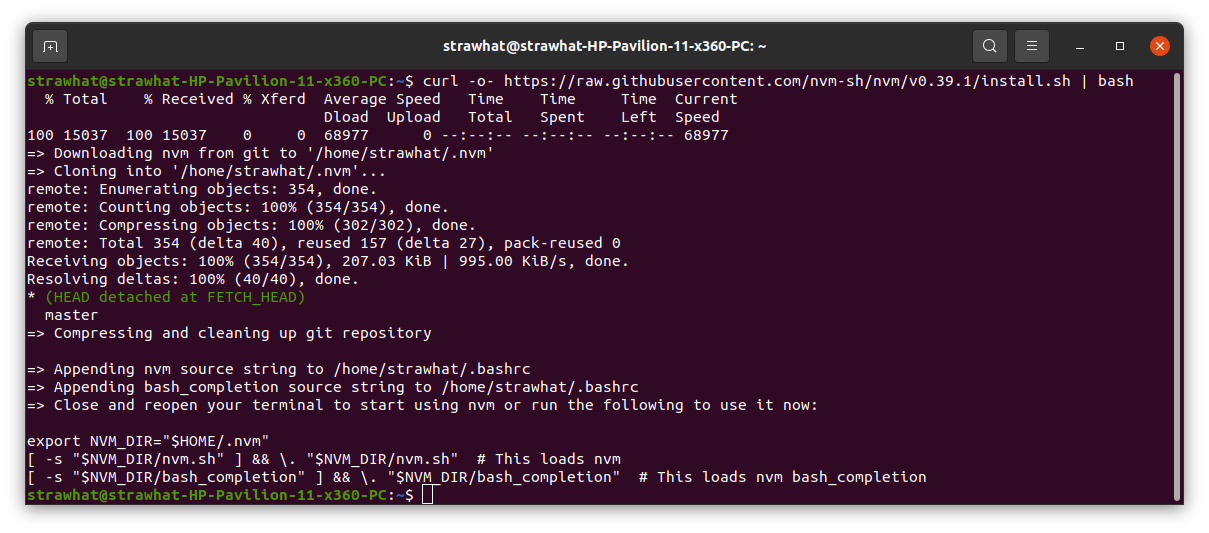 strawhat@strawhat-HP-Pavilion-11-x360-PC: ~
strawhat@strawhat-HP-Pavilion-11-x360-PC:~$ curl -o- https://raw.githubusercontent.com/nvm-sh/nvm/v0.39.1/install.sh | bash
  % Total    % Received % Xferd  Average Speed   Time    Time     Time  Current
                                 Dload  Upload   Total   Spent    Left  Speed
100 15037  100 15037    0     0  68977      0 --:--:-- --:--:-- --:--:-- 68977
=> Downloading nvm from git to '/home/strawhat/.nvm'
=> Cloning into '/home/strawhat/.nvm'...
remote: Enumerating objects: 354, done.
remote: Counting objects: 100% (354/354), done.
remote: Compressing objects: 100% (302/302), done.
remote: Total 354 (delta 40), reused 157 (delta 27), pack-reused 0
Receiving objects: 100% (354/354), 207.03 KiB | 995.00 KiB/s, done.
Resolving deltas: 100% (40/40), done.
* (HEAD detached at FETCH_HEAD)
  master
=> Compressing and cleaning up git repository

=> Appending nvm source string to /home/strawhat/.bashrc
=> Appending bash_completion source string to /home/strawhat/.bashrc
=> Close and reopen your terminal to start using nvm or run the following to use it now:

export NVM_DIR="$HOME/.nvm"
[ -s "$NVM_DIR/nvm.sh" ] && \. "$NVM_DIR/nvm.sh"  # This loads nvm
[ -s "$NVM_DIR/bash_completion" ] && \. "$NVM_DIR/bash_completion"  # This loads nvm bash_completion
strawhat@strawhat-HP-Pavilion-11-x360-PC:~$